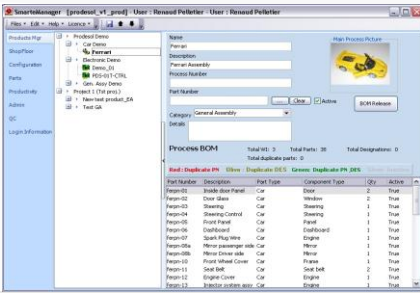 SmarteManager [prodesol_v1_prod] - User : Renaud Pelletier - User : Renaud Pelletier
Files Edit Help Licence
Products Mgr
ShopFloor
Configuration
Parts
Productivity
Admin
QC
Login Information
Prodesol Demo
Car Demo
Ferrari
Electronic Demo
Demo_01
PDS-01T-CTRL
Gen. Assy Demo
Project 1 (Tst proj.)
New-test product_EA
Test GA
Name
Ferrari
Description
Ferrari Assembly
Process Number
Part Number
... Clear Active
Category General Assembly
Details
Main Process Picture
BOM Release
Process BOM Total WI: 3 Total Parts: 38 Total Designations: 0
Total duplicate parts: 0
Red: Duplicate PN Duplicate DES Green: Duplicate PN_DES
Part Number Description Part Type Component Type Qty Active
Ferpn-01 Inside door Panel Car Door 2 True
Ferpn-02 Door Glass Car Window 2 True
Ferpn-03 Steering Car Steering 1 True
Ferpn-04 Steering Control Car Steering 1 True
Ferpn-05 Front Panel Car Panel 1 True
Ferpn-06 Dashboard Car Dashboard 1 True
Ferpn-07 Spark Plug Wire Car Engine 1 True
Ferpn-08a Mirror passenger side Car Mirror 1 True
Ferpn-08b Mirror Driver side Car Mirror 1 True
Ferpn-10 Front Wheel Cover Car Frame 1 True
Ferpn-11 Seat Belt Car Seat belt 2 True
Ferpn-12 Engine Cover Car Engine 1 True
Ferpn-13 Injector system assy Car Engine 1 True